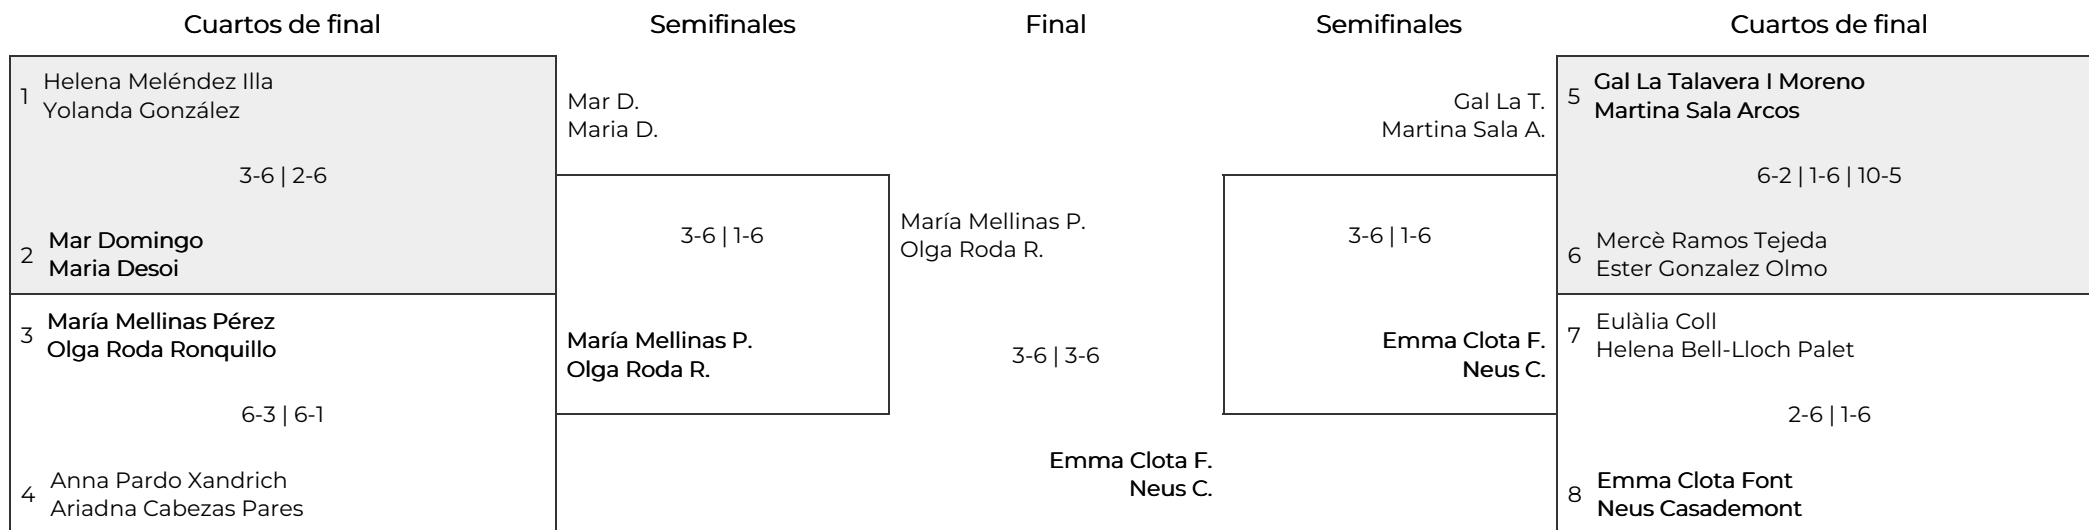 Cuartos de final
Semifinales
Final
Semifinales
Cuartos de final
1
Helena Meléndez Illa
Yolanda González
3-6 | 2-6
2
Mar Domingo
Maria Desoi
3
María Mellinas Pérez
Olga Roda Ronquillo
6-3 | 6-1
4
Anna Pardo Xandrich
Ariadna Cabezas Pares
Mar D.
Maria D.
3-6 | 1-6
María Mellinas P.
Olga Roda R.
María Mellinas P.
Olga Roda R.
3-6 | 3-6
Emma Clota F.
Neus C.
Gal La T.
Martina Sala A.
3-6 | 1-6
Emma Clota F.
Neus C.
5
Gal La Talavera I Moreno
Martina Sala Arcos
6-2 | 1-6 | 10-5
6
Mercè Ramos Tejeda
Ester Gonzalez Olmo
7
Eulàlia Coll
Helena Bell-Lloch Palet
2-6 | 1-6
8
Emma Clota Font
Neus Casademont